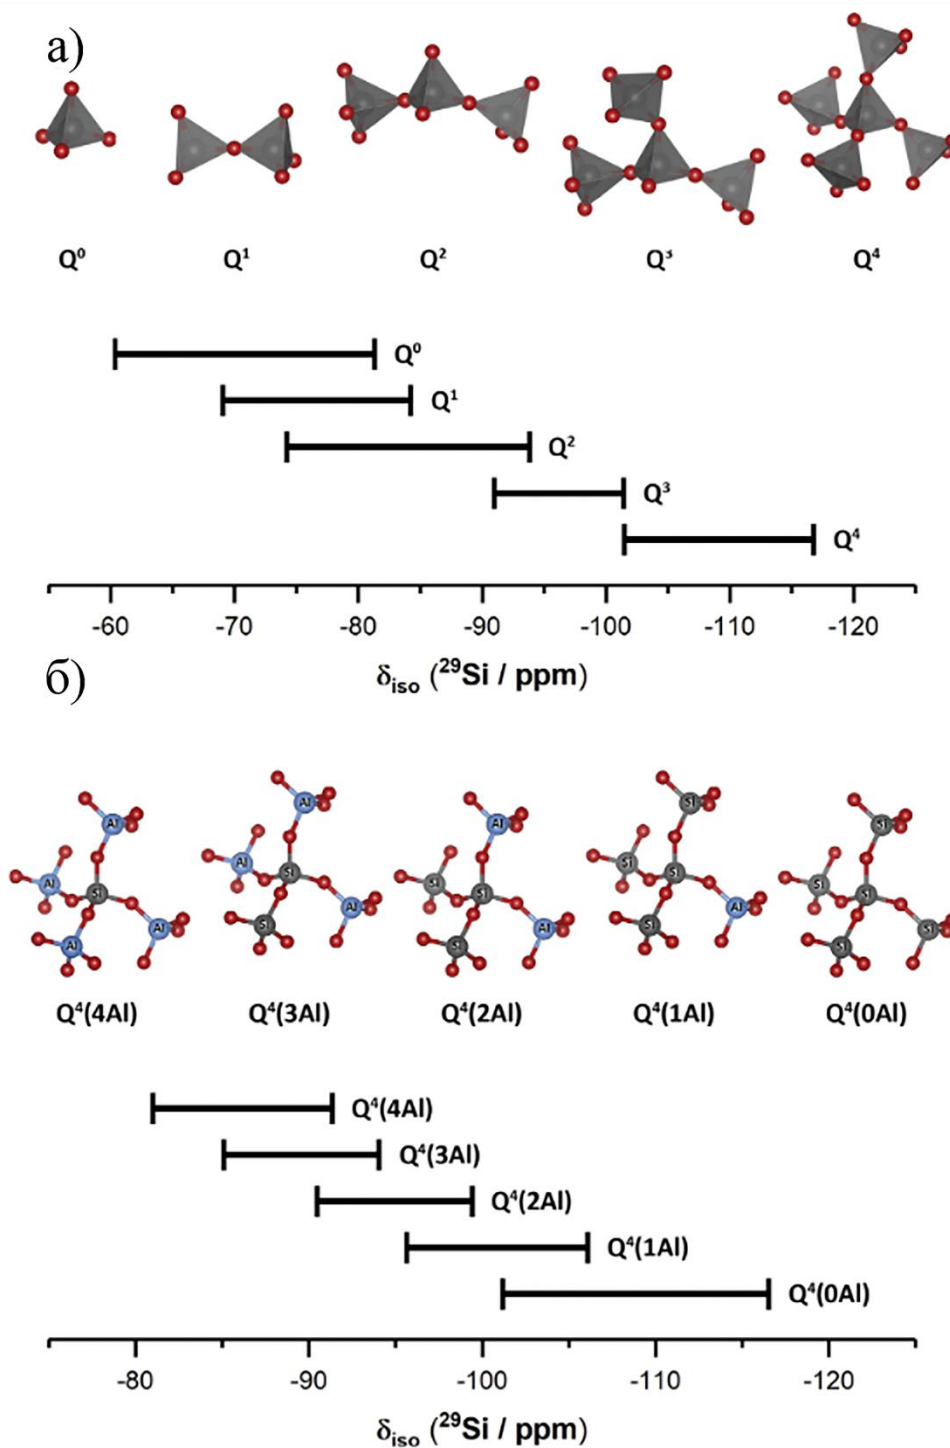 а)
Q⁰ Q¹ Q² Q³ Q⁴
Q⁰
Q¹
Q²
Q³
Q⁴
-60 -70 -80 -90 -100 -110 -120
δiso (²⁹Si / ppm)
б)
Al Al Al Si Si
Al Al Si Si Si
Si Si Si Si Si
Al Al Al Al Si
Al Si Si Si Si
Q⁴(4Al) Q⁴(3Al) Q⁴(2Al) Q⁴(1Al) Q⁴(0Al)
Q⁴(4Al)
Q⁴(3Al)
Q⁴(2Al)
Q⁴(1Al)
Q⁴(0Al)
-80 -90 -100 -110 -120
δiso (²⁹Si / ppm)